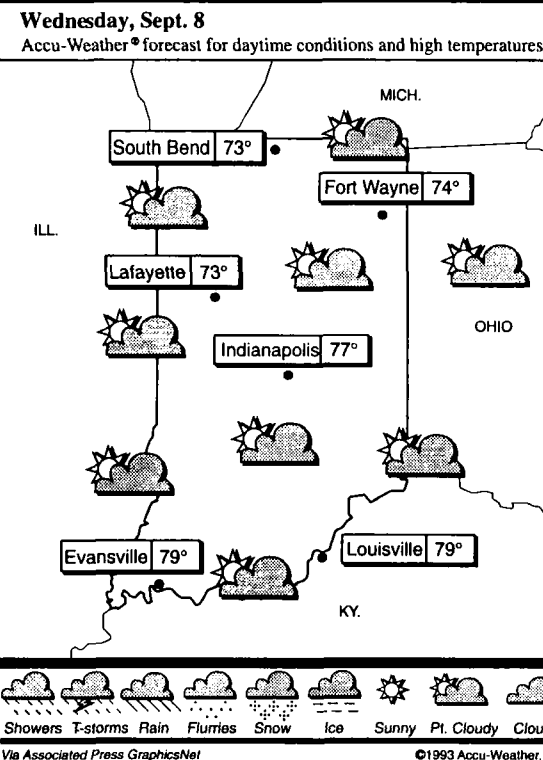 Wednesday, Sept. 8
Accu-Weather® forecast for daytime conditions and high temperatures
MICH.
South Bend 73°
Fort Wayne 74°
ILL.
Lafayette 73°
OHIO
Indianapolis 77°
Evansville 79°
Louisville 79°
KY.
Showers T-storms Rain Flurries Snow Ice Sunny Pt. Cloudy Clou
Via Associated Press GraphicsNet ©1993 Accu-Weather.